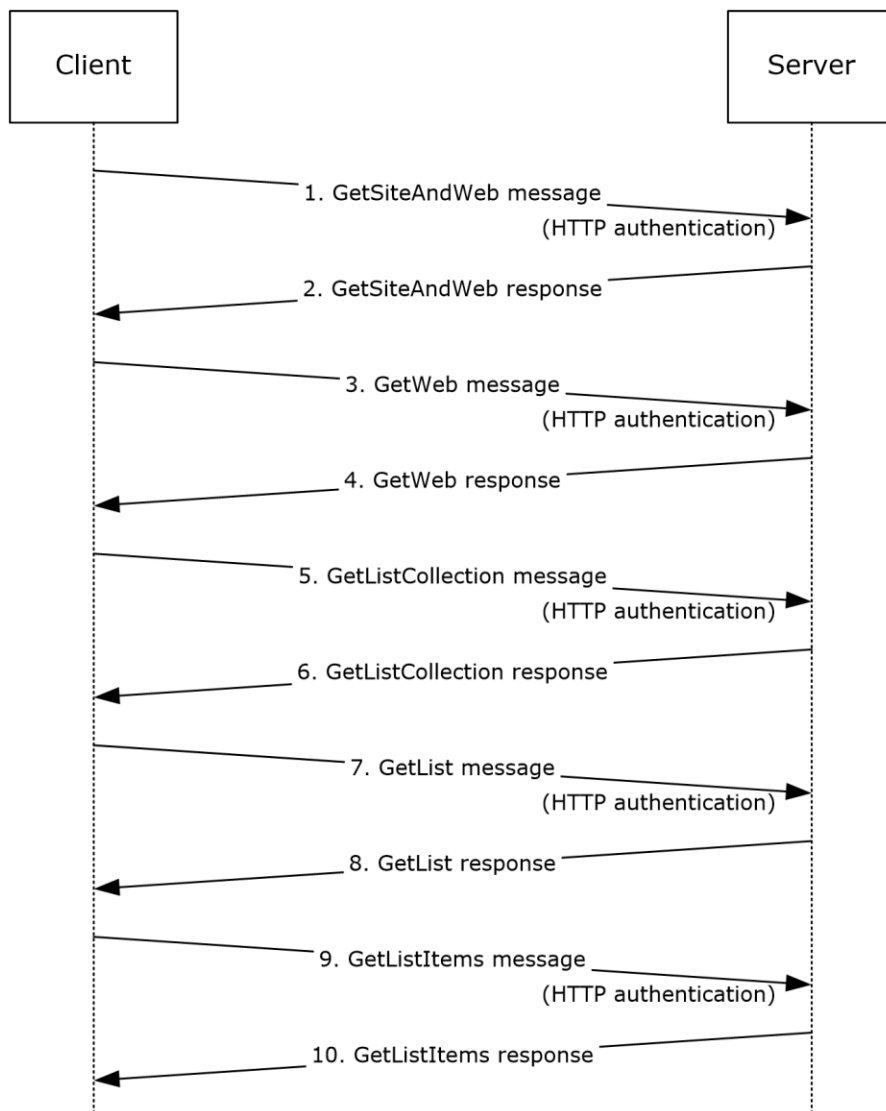 Client
Server
1. GetSiteAndWeb message
(HTTP authentication)
2. GetSiteAndWeb response
3. GetWeb message
(HTTP authentication)
4. GetWeb response
5. GetListCollection message
(HTTP authentication)
6. GetListCollection response
7. GetList message
(HTTP authentication)
8. GetList response
9. GetListItems message
(HTTP authentication)
10. GetListItems response